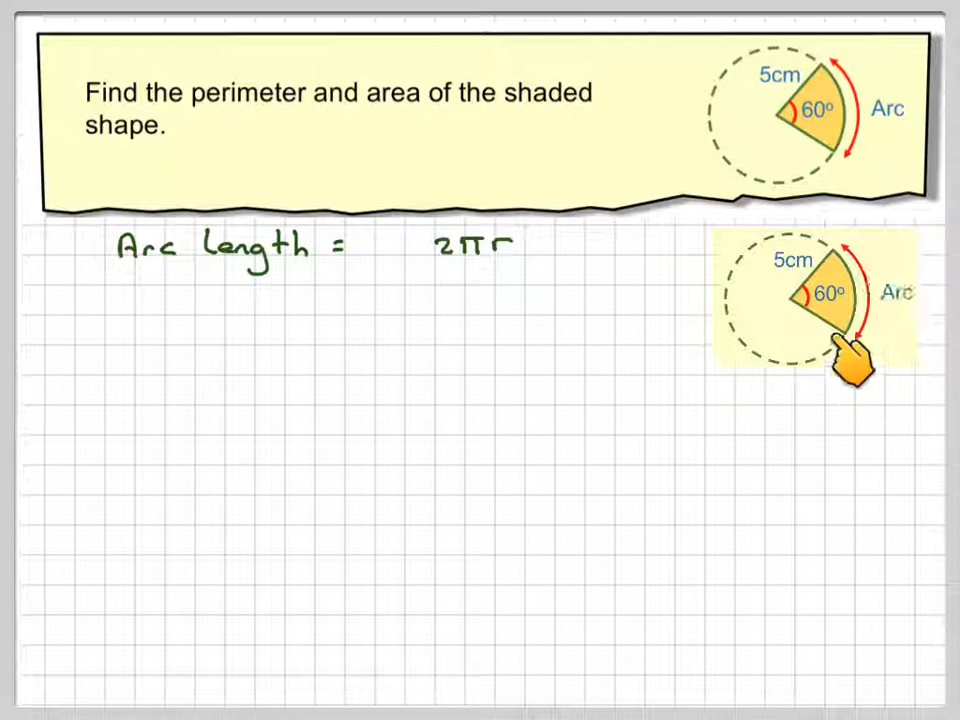 Find the perimeter and area of the shaded
shape.
5cm
60°
Arc
Arc length = 2πr
5cm
60°
Arc